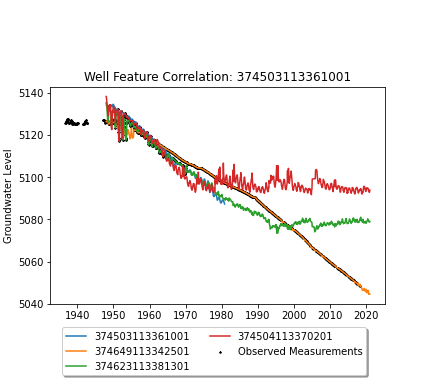 Well Feature Correlation: 374503113361001
5140
5120
5100
5080
5060
5040
Groundwater Level
1940 1950 1960 1970 1980 1990 2000 2010 2020
374503113361001
374649113342501
374623113381301
374504113370201
Observed Measurements